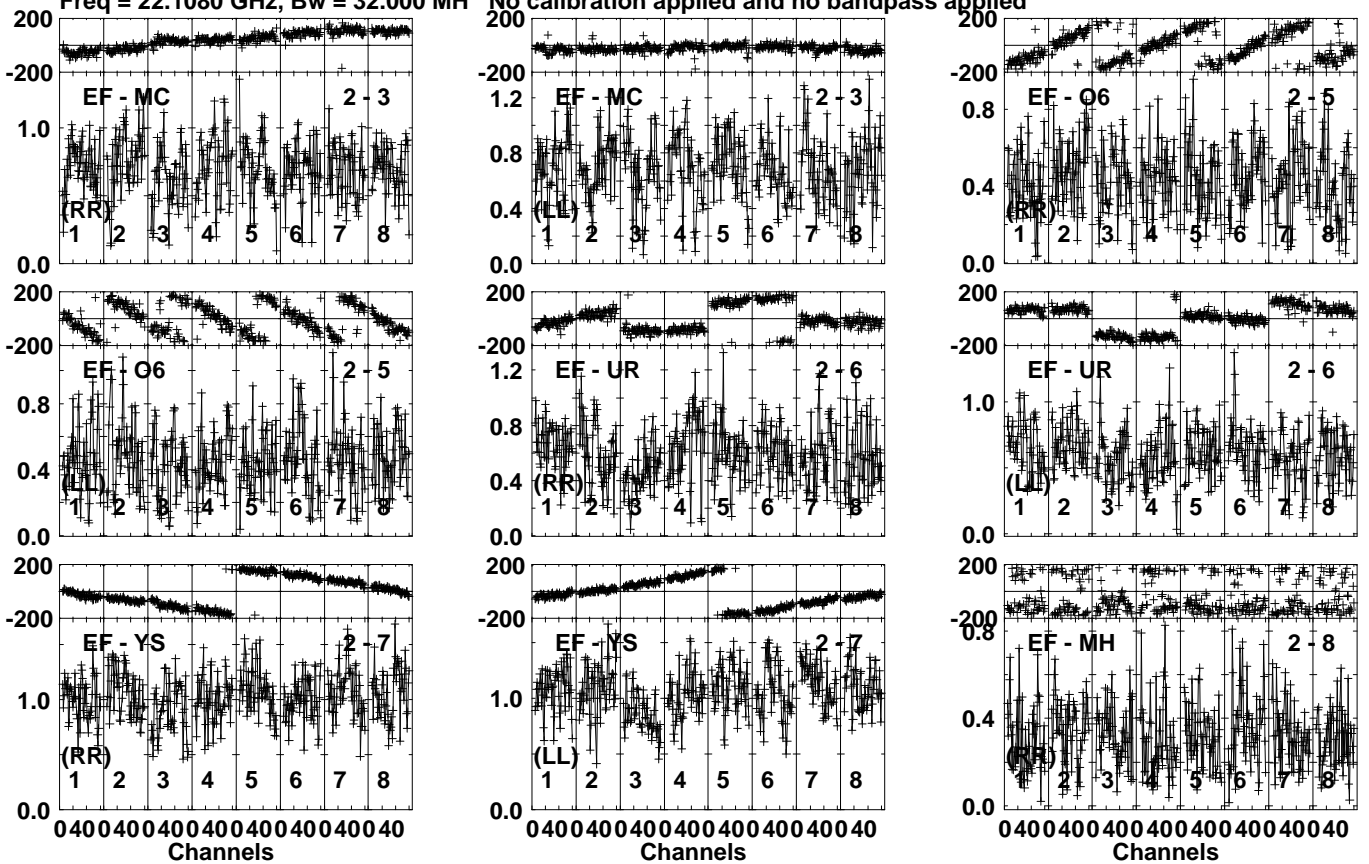 Freq = 22.1080 GHz, Bw = 32.000 MH No calibration applied and no bandpass applied
200
-200
EF - MC 2 - 3
1.0
(RR)
1 2 3 4 5 6 7 8
0.0
200
-200
EF - MC 2 - 3
1.2
0.8
0.4
(LL)
1 2 3 4 5 6 7 8
0.0
200
-200
EF - O6 2 - 5
0.8
0.4
(RR)
1 2 3 4 5 6 7 8
0.0
200
-200
EF - O6 2 - 5
0.8
0.4
(LL)
1 2 3 4 5 6 7 8
0.0
200
-200
EF - UR 2 - 6
1.2
0.8
0.4
(RR)
1 2 3 4 5 6 7 8
0.0
200
-200
EF - UR 2 - 6
1.0
(LL)
1 2 3 4 5 6 7 8
0.0
200
-200
EF - YS 2 - 7
1.0
(RR)
1 2 3 4 5 6 7 8
0.0
0 40 0 40 0 40 0 40 0 40 0 40 0 40 0 40
Channels
200
-200
EF - YS 2 - 7
1.0
(LL)
1 2 3 4 5 6 7 8
0.0
0 40 0 40 0 40 0 40 0 40 0 40 0 40 0 40
Channels
200
-200
0.8
EF - MH 2 - 8
0.4
(RR)
1 2 3 4 5 6 7 8
0.0
0 40 0 40 0 40 0 40 0 40 0 40 0 40 0 40
Channels